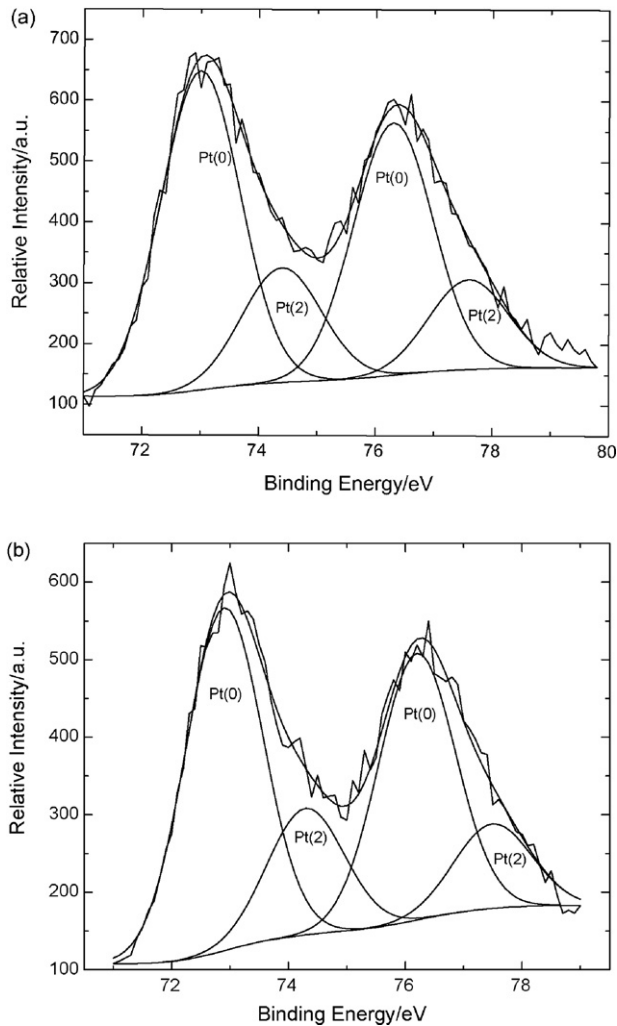 (a)
700
600
500
400
300
200
100
Relative Intensity/a.u.
Pt(0)
Pt(0)
Pt(2)
Pt(2)
72 74 76 78 80
Binding Energy/eV
(b)
600
500
400
300
200
100
Relative Intensity/a.u.
Pt(0)
Pt(0)
Pt(2)
Pt(2)
72 74 76 78
Binding Energy/eV